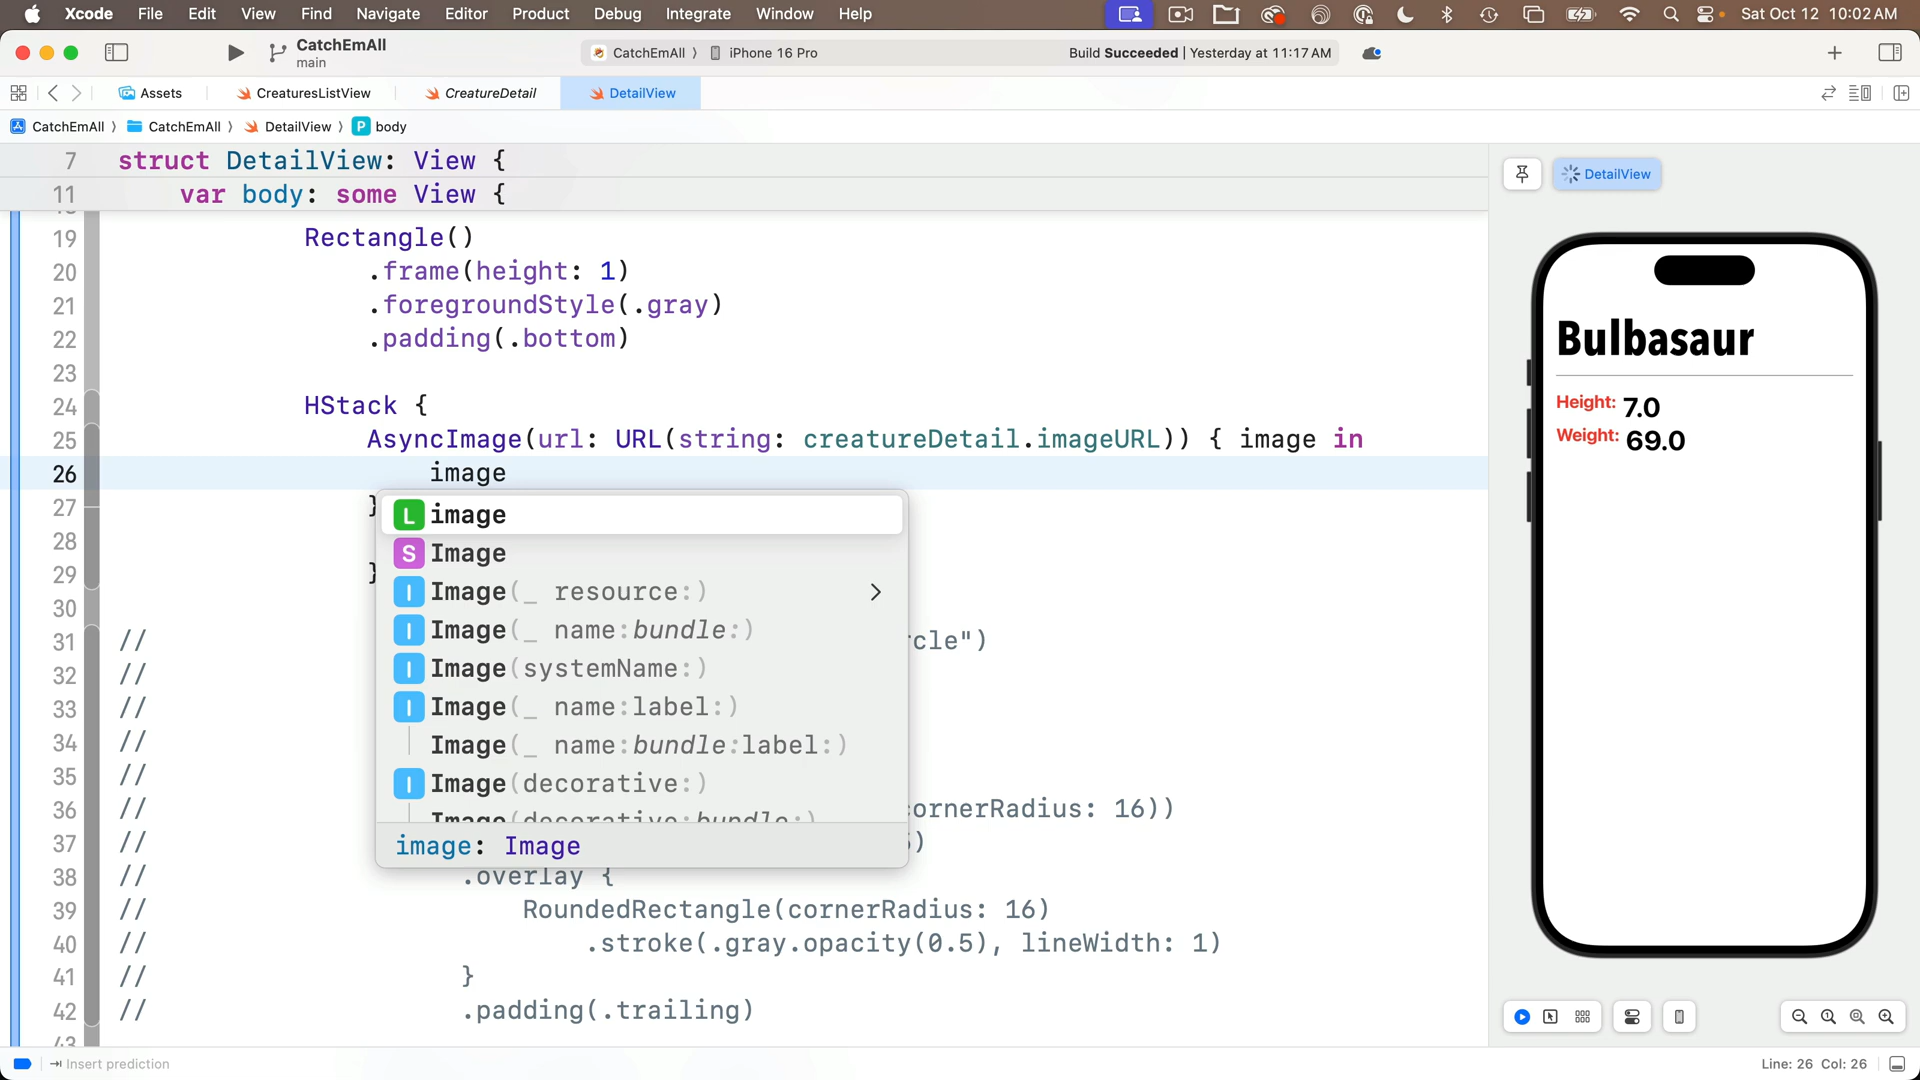 Xcode File Edit View Find Navigate Editor Product Debug Integrate Window Help Sat Oct 12 10:02 AM
CatchEmAll
main
CatchEmAll iPhone 16 Pro Build Succeeded | Yesterday at 11:17 AM
Assets CreaturesListView CreatureDetail DetailView
CatchEmAll CatchEmAll DetailView P body
7 struct DetailView: View {
11 var body: some View {
19 Rectangle()
20 .frame(height: 1)
21 .foregroundStyle(.gray)
22 .padding(.bottom)
23
24 HStack {
25 AsyncImage(url: URL(string: creatureDetail.imageURL)) { image in
26 image
27 }
28
29 }
30
31 // rcle")
32 //
33 //
34 //
35 //
36 // cornerRadius: 16))
37 // )
38 // .overlay {
39 // RoundedRectangle(cornerRadius: 16)
40 // .stroke(.gray.opacity(0.5), lineWidth: 1)
41 // }
42 // .padding(.trailing)
43
L image
S Image
I Image(_ resource:)
I Image(_ name:bundle:)
I Image(systemName:)
I Image(_ name:label:)
Image(_ name:bundle:label:)
I Image(decorative:)
Image(decorative:bundle:)
image: Image
DetailView
Bulbasaur
Height: 7.0
Weight: 69.0
Insert prediction
Line: 26 Col: 26